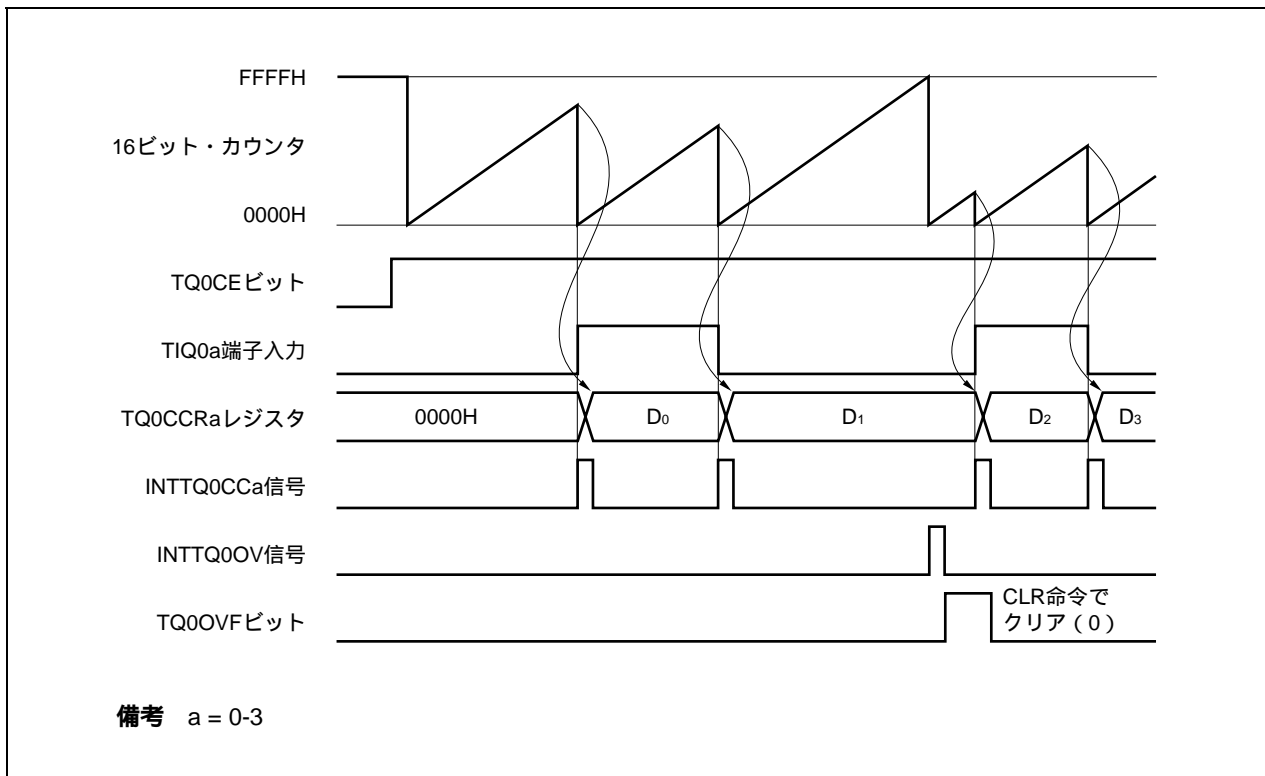 FFFFH
16ビット・カウンタ
0000H
TQ0CEビット
TIQ0a端子入力
TQ0CCRaレジスタ
0000H
D0
D1
D2
D3
INTTQ0CCa信号
INTTQ0OV信号
TQ0OVFビット
CLR命令で
クリア（0）
備考 a = 0-3